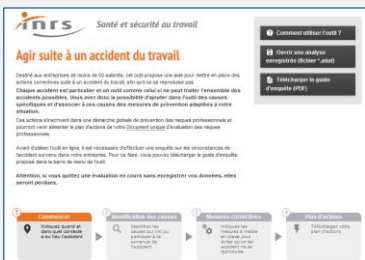 inrs Santé et sécurité au travail
Agir suite à un accident du travail
Destiné aux entreprises de moins de 50 salariés, cet outil propose une aide pour mettre en place des
actions correctives suite à un accident du travail, afin qu'il ne se reproduise pas.
Chaque accident est particulier et un outil comme celui-ci ne peut traiter l'ensemble des
accidents possibles. Vous avez donc la possibilité d'ajouter dans l'outil des causes
spécifiques et d'associer à ces causes des mesures de prévention adaptées à votre
situation.
Ces actions s'inscrivent dans une démarche globale de prévention des risques professionnels et
pourront venir alimenter le plan d'actions de votre Document unique d'évaluation des risques
professionnels.
Avant d'utiliser l'outil en ligne, il est nécessaire d'effectuer une enquête sur les circonstances de
l'accident survenu dans votre entreprise. Pour ce faire, vous pouvez télécharger le guide d'enquête
proposé dans la barre de menu de l'outil.
Attention, si vous quittez une évaluation en cours sans enregistrer vos données, elles
seront perdues.
Comment utiliser l'outil ?
Ouvrir une analyse
enregistrée (fichier *.adat)
Télécharger le guide
d'enquête (PDF)
1 Commencer
Indiquez quand et
dans quel contexte
a eu lieu l'accident
2 Identification des causes
Identifiez les
causes qui ont pu
participer à la
survenue de
l'accident
3 Mesures correctives
Indiquez les
mesures à mettre
en place pour
éviter qu'un tel
accident ne se
reproduise
4 Plan d'actions
Téléchargez votre
plan d'actions